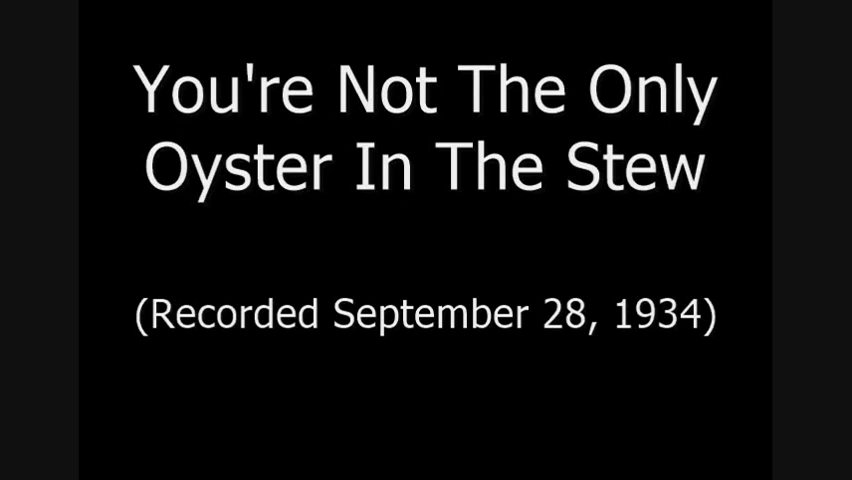 You're Not The Only
Oyster In The Stew
(Recorded September 28, 1934)